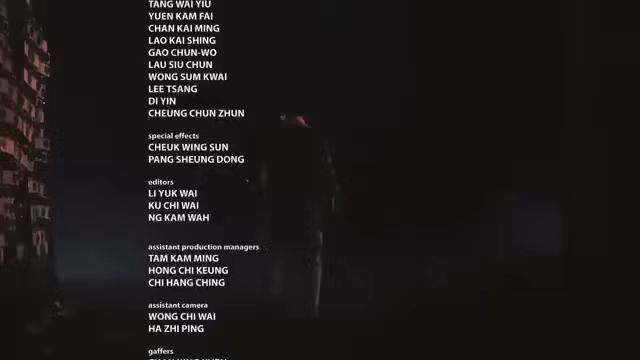 TANG WAI YIU
YUEN KAM FAI
CHAN KAI MING
LAO KAI SHING
GAO CHUN-WO
LAU SIU CHUN
WONG SUM KWAI
LEE TSANG
DI YIN
CHEUNG CHUN ZHUN
special effects
CHEUK WING SUN
PANG SHEUNG DONG
editors
LI YUK WAI
KU CHI WAI
NG KAM WAH
assistant production managers
TAM KAM MING
HONG CHI KEUNG
CHI HANG CHING
assistant camera
WONG CHI WAI
HA ZHI PING
gaffers